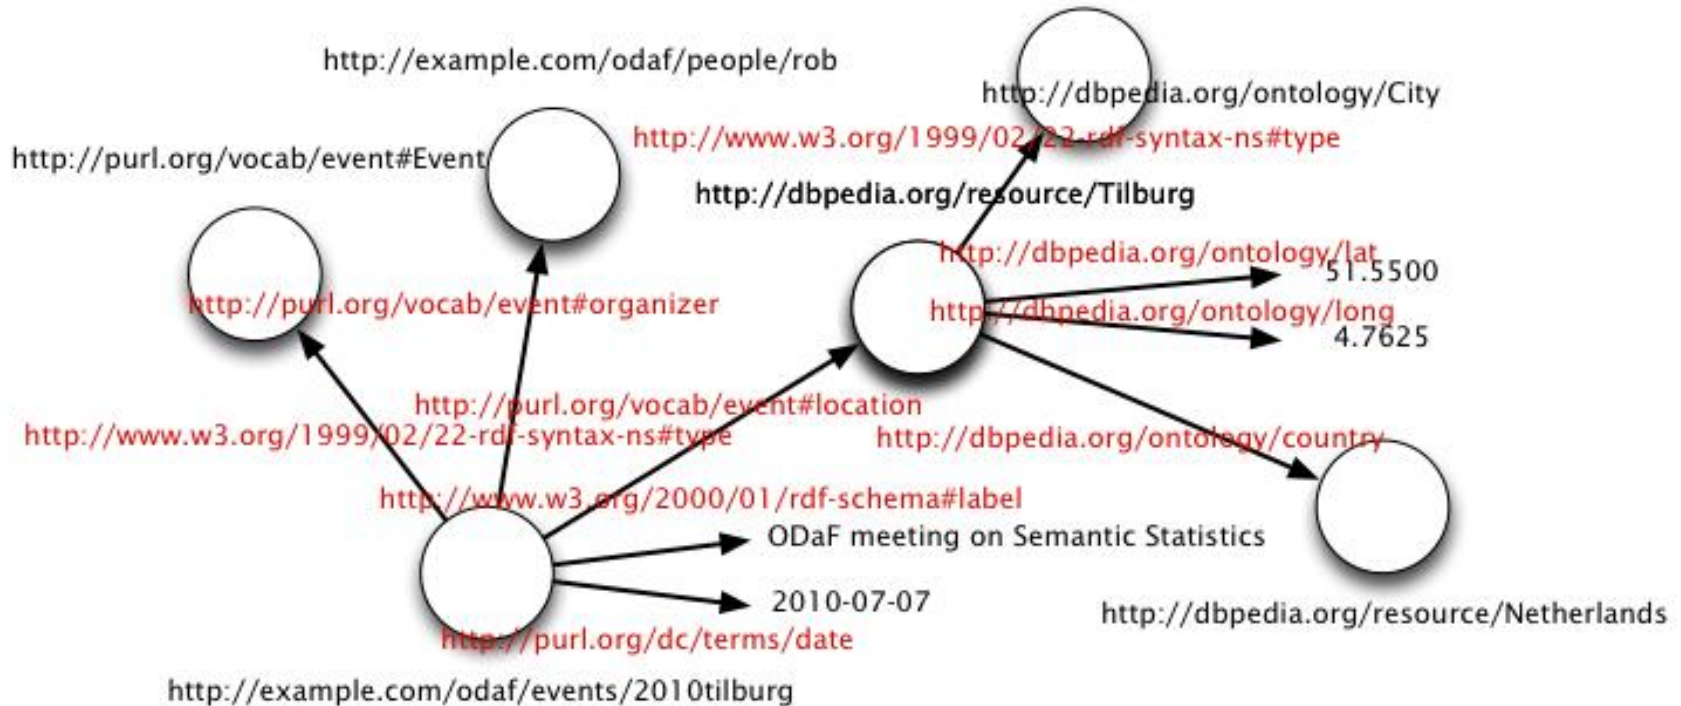 http://example.com/odaf/people/rob
http://dbpedia.org/ontology/City
http://www.w3.org/1999/02/22-rdf-syntax-ns#type
http://purl.org/vocab/event#Event
http://dbpedia.org/resource/Tilburg
http://dbpedia.org/ontology/lat
51.5500
http://purl.org/vocab/event#organizer
http://dbpedia.org/ontology/long
4.7625
http://purl.org/vocab/event#location
http://www.w3.org/1999/02/22-rdf-syntax-ns#type
http://dbpedia.org/ontology/country
http://www.w3.org/2000/01/rdf-schema#label
ODaF meeting on Semantic Statistics
2010-07-07
http://dbpedia.org/resource/Netherlands
http://purl.org/dc/terms/date
http://example.com/odaf/events/2010tilburg